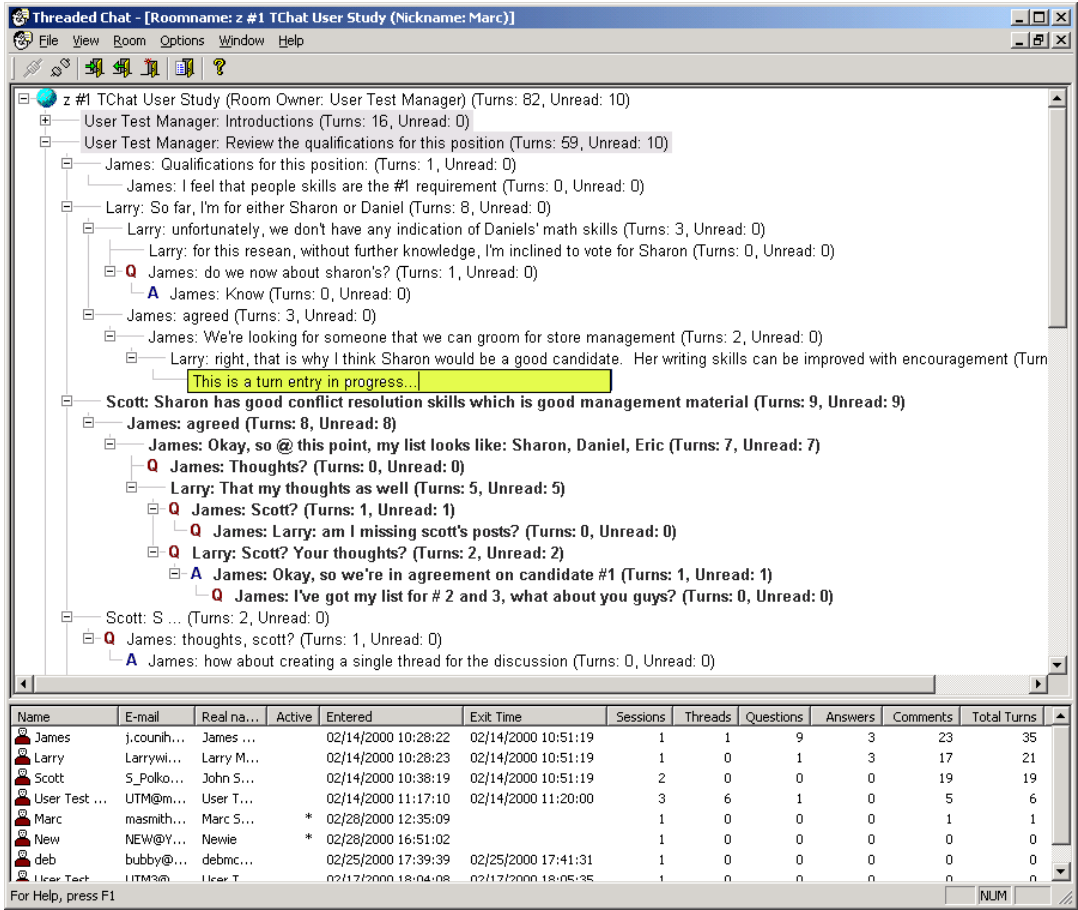 Threaded Chat - [Roomname: z #1 TChat User Study (Nickname: Marc)]
File View Room Options Window Help
z #1 TChat User Study (Room Owner: User Test Manager) (Turns: 82, Unread: 10)
User Test Manager: Introductions (Turns: 16, Unread: 0)
User Test Manager: Review the qualifications for this position (Turns: 59, Unread: 10)
James: Qualifications for this position: (Turns: 1, Unread: 0)
James: I feel that people skills are the #1 requirement (Turns: 0, Unread: 0)
Larry: So far, I'm for either Sharon or Daniel (Turns: 8, Unread: 0)
Larry: unfortunately, we don't have any indication of Daniels' math skills (Turns: 3, Unread: 0)
Larry: for this resean, without further knowledge, I'm inclined to vote for Sharon (Turns: 0, Unread: 0)
Q James: do we now about sharon's? (Turns: 1, Unread: 0)
A James: Know (Turns: 0, Unread: 0)
James: agreed (Turns: 3, Unread: 0)
James: We're looking for someone that we can groom for store management (Turns: 2, Unread: 0)
Larry: right, that is why I think Sharon would be a good candidate. Her writing skills can be improved with encouragement (Turn
This is a turn entry in progress...
Scott: Sharon has good conflict resolution skills which is good management material (Turns: 9, Unread: 9)
James: agreed (Turns: 8, Unread: 8)
James: Okay, so @ this point, my list looks like: Sharon, Daniel, Eric (Turns: 7, Unread: 7)
Q James: Thoughts? (Turns: 0, Unread: 0)
Larry: That my thoughts as well (Turns: 5, Unread: 5)
Q James: Scott? (Turns: 1, Unread: 1)
Q James: Larry: am I missing scott's posts? (Turns: 0, Unread: 0)
Q Larry: Scott? Your thoughts? (Turns: 2, Unread: 2)
A James: Okay, so we're in agreement on candidate #1 (Turns: 1, Unread: 1)
Q James: I've got my list for # 2 and 3, what about you guys? (Turns: 0, Unread: 0)
Scott: S ... (Turns: 2, Unread: 0)
Q James: thoughts, scott? (Turns: 1, Unread: 0)
A James: how about creating a single thread for the discussion (Turns: 0, Unread: 0)
Name E-mail Real na... Active Entered Exit Time Sessions Threads Questions Answers Comments Total Turns
James j.counih... James ... 02/14/2000 10:28:22 02/14/2000 10:51:19 1 1 9 3 23 35
Larry Larrywi... Larry M... 02/14/2000 10:28:23 02/14/2000 10:51:19 1 0 1 3 17 21
Scott S_Polko... John S... 02/14/2000 10:38:19 02/14/2000 10:51:19 2 0 0 0 19 19
User Test ... UTM@m... User T... 02/14/2000 11:17:10 02/14/2000 11:20:00 3 6 1 0 5 6
Marc masmith... Marc S... * 02/28/2000 12:35:09 1 0 0 0 1 1
New NEW@Y... Newie * 02/28/2000 16:51:02 1 0 0 0 0 0
deb bubby@... debmc... 02/25/2000 17:39:39 02/25/2000 17:41:31 1 0 0 0 0 0
User Test UTM3@ User T 02/17/2000 18:04:08 02/17/2000 18:05:35 1 0 0 0 0 0
For Help, press F1 NUM